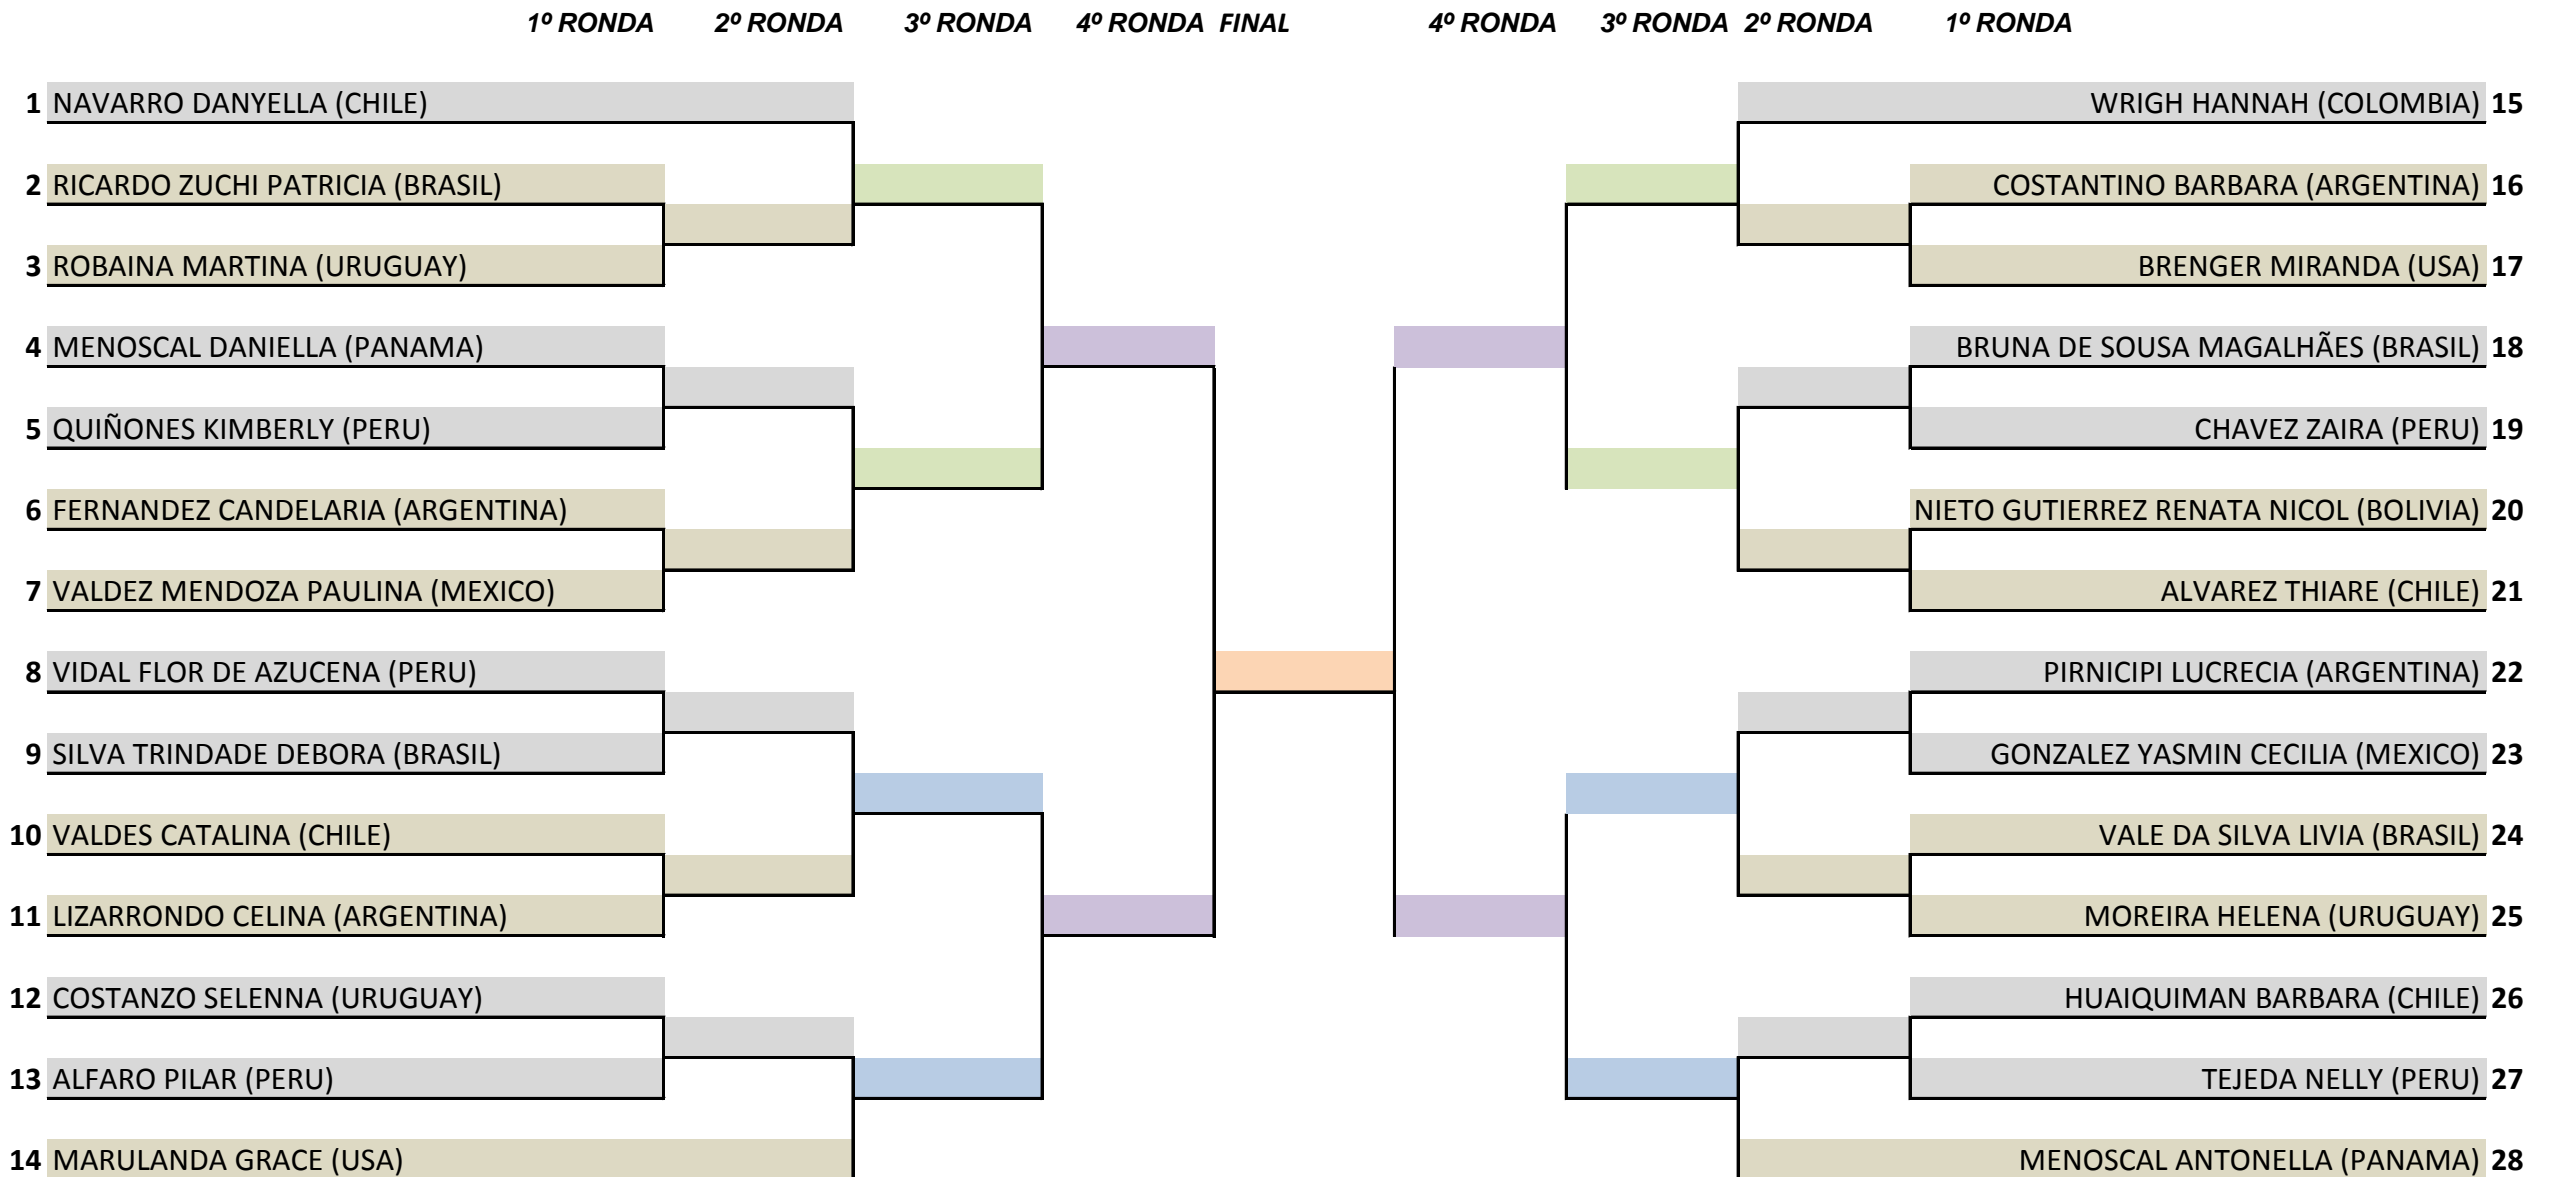 1º RONDA 2º RONDA 3º RONDA 4º RONDA FINAL 4º RONDA 3º RONDA 2º RONDA 1º RONDA
1 NAVARRO DANYELLA (CHILE) WRIGH HANNAH (COLOMBIA) 15
2 RICARDO ZUCHI PATRICIA (BRASIL) COSTANTINO BARBARA (ARGENTINA) 16
3 ROBAINA MARTINA (URUGUAY) BRENGER MIRANDA (USA) 17
4 MENOSCAL DANIELLA (PANAMA) BRUNA DE SOUSA MAGALHÃES (BRASIL) 18
5 QUIÑONES KIMBERLY (PERU) CHAVEZ ZAIRA (PERU) 19
6 FERNANDEZ CANDELARIA (ARGENTINA) NIETO GUTIERREZ RENATA NICOL (BOLIVIA) 20
7 VALDEZ MENDOZA PAULINA (MEXICO) ALVAREZ THIARE (CHILE) 21
8 VIDAL FLOR DE AZUCENA (PERU) PIRNICIPI LUCRECIA (ARGENTINA) 22
9 SILVA TRINDADE DEBORA (BRASIL) GONZALEZ YASMIN CECILIA (MEXICO) 23
10 VALDES CATALINA (CHILE) VALE DA SILVA LIVIA (BRASIL) 24
11 LIZARRONDO CELINA (ARGENTINA) MOREIRA HELENA (URUGUAY) 25
12 COSTANZO SELENNA (URUGUAY) HUAIQUIMAN BARBARA (CHILE) 26
13 ALFARO PILAR (PERU) TEJEDA NELLY (PERU) 27
14 MARULANDA GRACE (USA) MENOSCAL ANTONELLA (PANAMA) 28